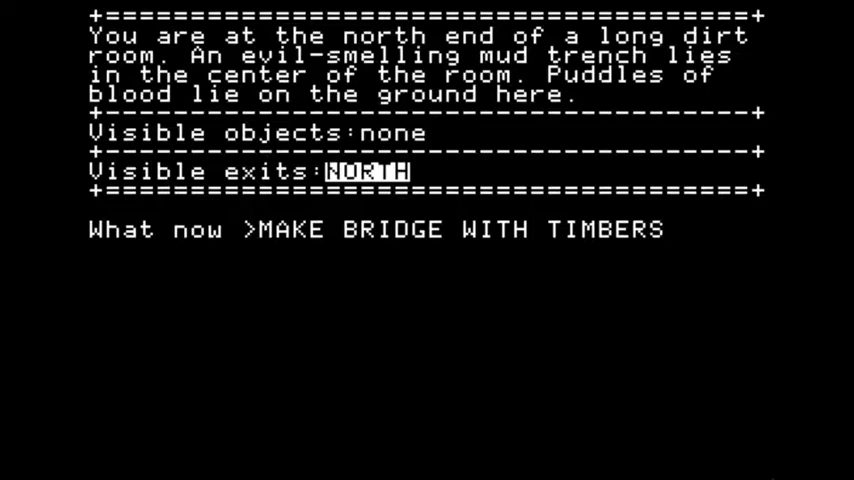 +==================================+
You are at the north end of a long dirt
room. An evil-smelling mud trench lies
in the center of the room. Puddles of
blood lie on the ground here.
+--------------------------------------+
Visible objects:none
+--------------------------------------+
Visible exits:NORTH
+======================================+
What now >MAKE BRIDGE WITH TIMBERS